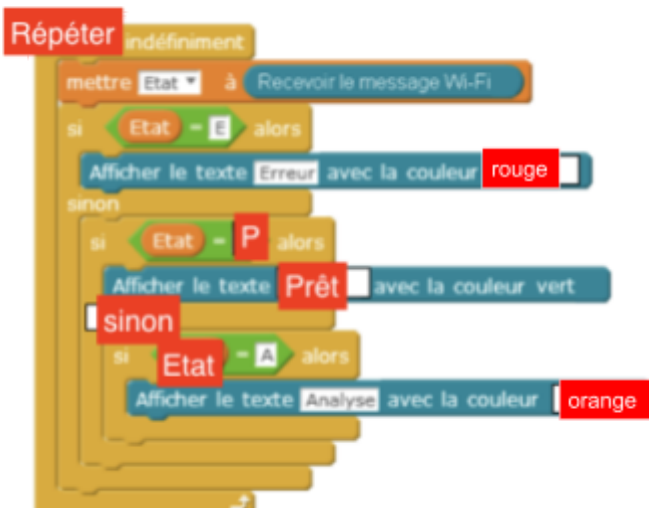 Répéter indéfiniment
mettre Etat à Recevoir le message Wi-Fi
si Etat = E alors
Afficher le texte Erreur avec la couleur rouge
sinon
si Etat = P alors
Afficher le texte Prêt avec la couleur vert
sinon
si Etat = A alors
Afficher le texte Analyse avec la couleur orange